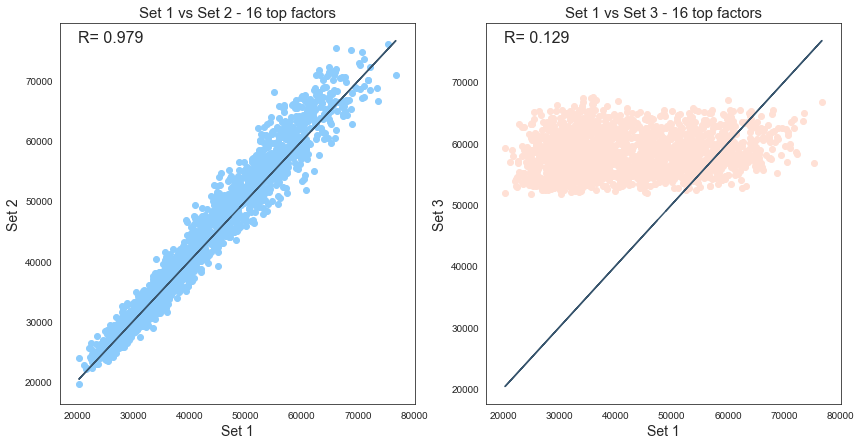 Set 1 vs Set 2 - 16 top factors
R= 0.979
Set 2
70000
60000
50000
40000
30000
20000
20000 30000 40000 50000 60000 70000 80000
Set 1
Set 1 vs Set 3 - 16 top factors
R= 0.129
Set 3
70000
60000
50000
40000
30000
20000
20000 30000 40000 50000 60000 70000 80000
Set 1